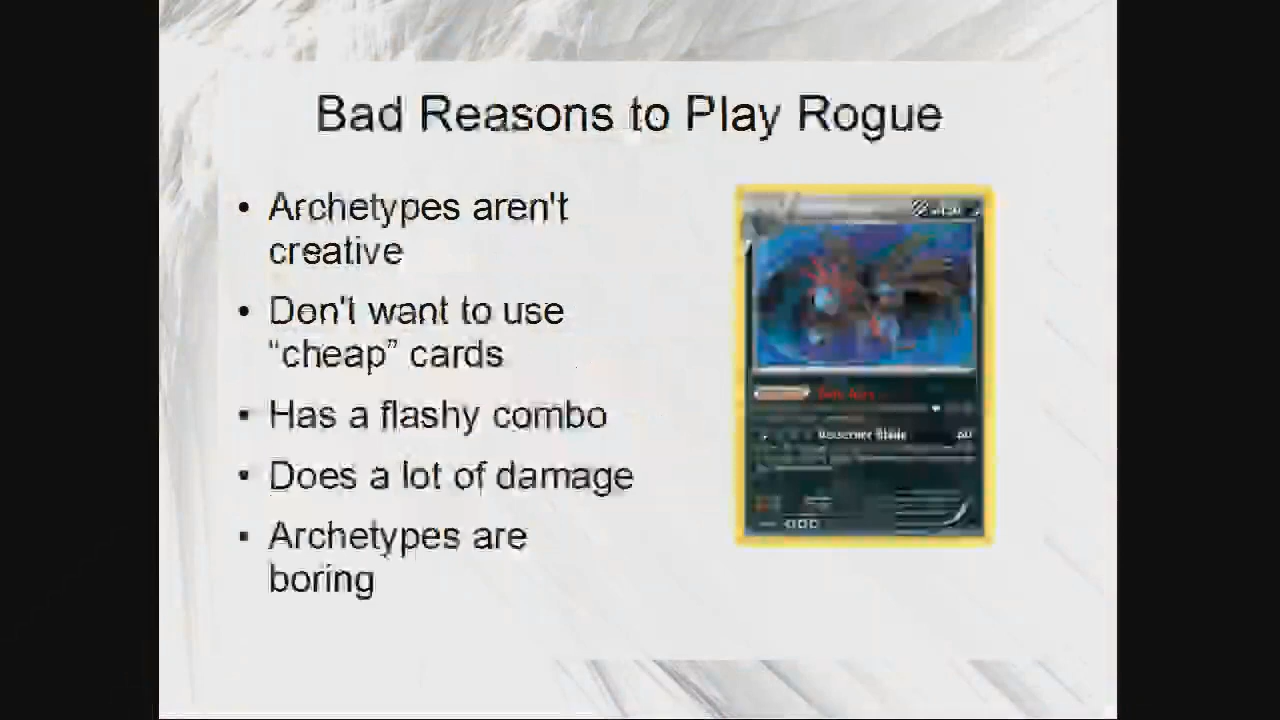 Bad Reasons to Play Rogue
• Archetypes aren't
creative
• Don't want to use
“cheap” cards
• Has a flashy combo
• Does a lot of damage
• Archetypes are
boring